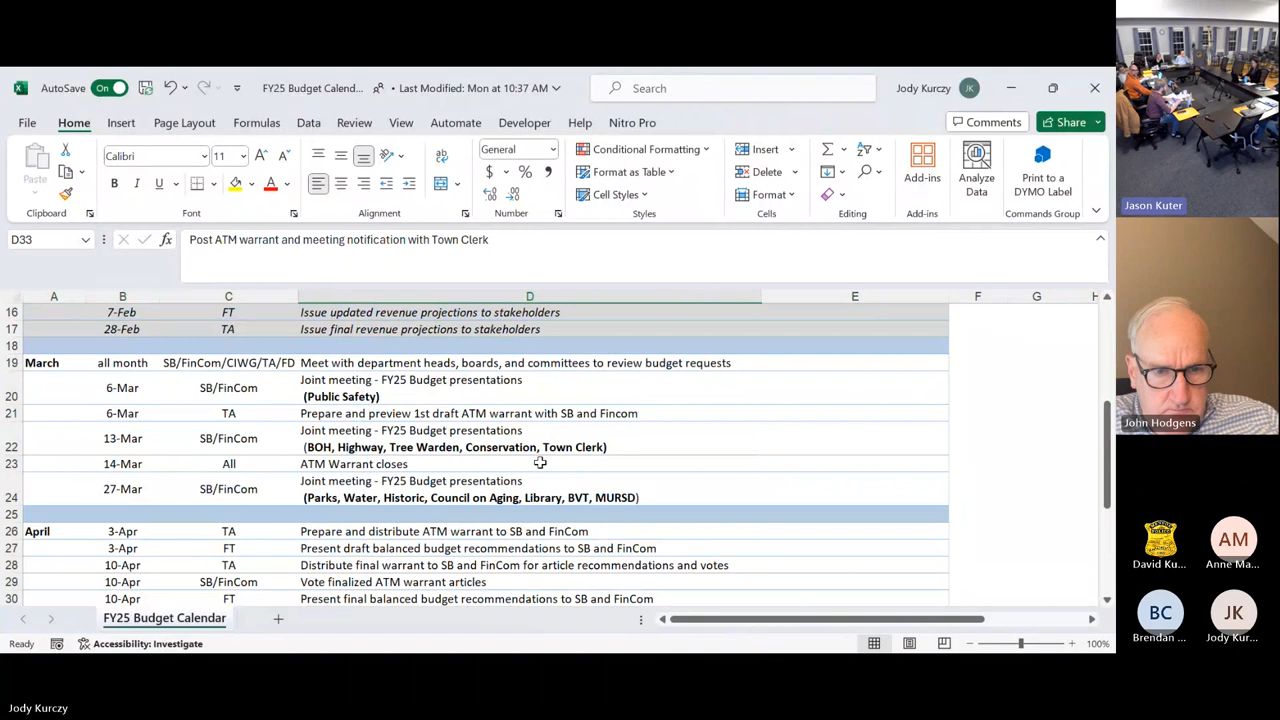 AutoSave On FY25 Budget Calend... • Last Modified: Mon at 10:37 AM Search Jody Kurczy JK
File Home Insert Page Layout Formulas Data Review View Automate Developer Help Nitro Pro Comments Share
Paste Calibri 11 General Conditional Formatting Insert
B I U A $ % Format as Table Delete Add-ins Analyze Data Print to a DYMO Label
Cell Styles Format
Clipboard Font Alignment Number Styles Cells Editing Add-ins Commands Group
D33 fx Post ATM warrant and meeting notification with Town Clerk
A B C D E F G H
16 7-Feb FT Issue updated revenue projections to stakeholders
17 28-Feb TA Issue final revenue projections to stakeholders
18
19 March all month SB/FinCom/CIWG/TA/FD Meet with department heads, boards, and committees to review budget requests
20 6-Mar SB/FinCom Joint meeting - FY25 Budget presentations
(Public Safety)
21 6-Mar TA Prepare and preview 1st draft ATM warrant with SB and Fincom
22 13-Mar SB/FinCom Joint meeting - FY25 Budget presentations
(BOH, Highway, Tree Warden, Conservation, Town Clerk)
23 14-Mar All ATM Warrant closes
24 27-Mar SB/FinCom Joint meeting - FY25 Budget presentations
(Parks, Water, Historic, Council on Aging, Library, BVT, MURSD)
25
26 April 3-Apr TA Prepare and distribute ATM warrant to SB and FinCom
27 3-Apr FT Present draft balanced budget recommendations to SB and FinCom
28 10-Apr TA Distribute final warrant to SB and FinCom for article recommendations and votes
29 10-Apr SB/FinCom Vote finalized ATM warrant articles
30 10-Apr FT Present final balanced budget recommendations to SB and FinCom
FY25 Budget Calendar
Ready Accessibility: Investigate 100%
Jody Kurczy
Jason Kuter
John Hodgens
AM
David Ku... Anne Ma...
BC JK
Brendan ... Jody Kur...